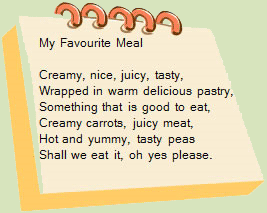 My Favourite Meal
Creamy, nice, juicy, tasty,
Wrapped in warm delicious pastry,
Something that is good to eat,
Creamy carrots, juicy meat,
Hot and yummy, tasty peas
Shall we eat it, oh yes please.